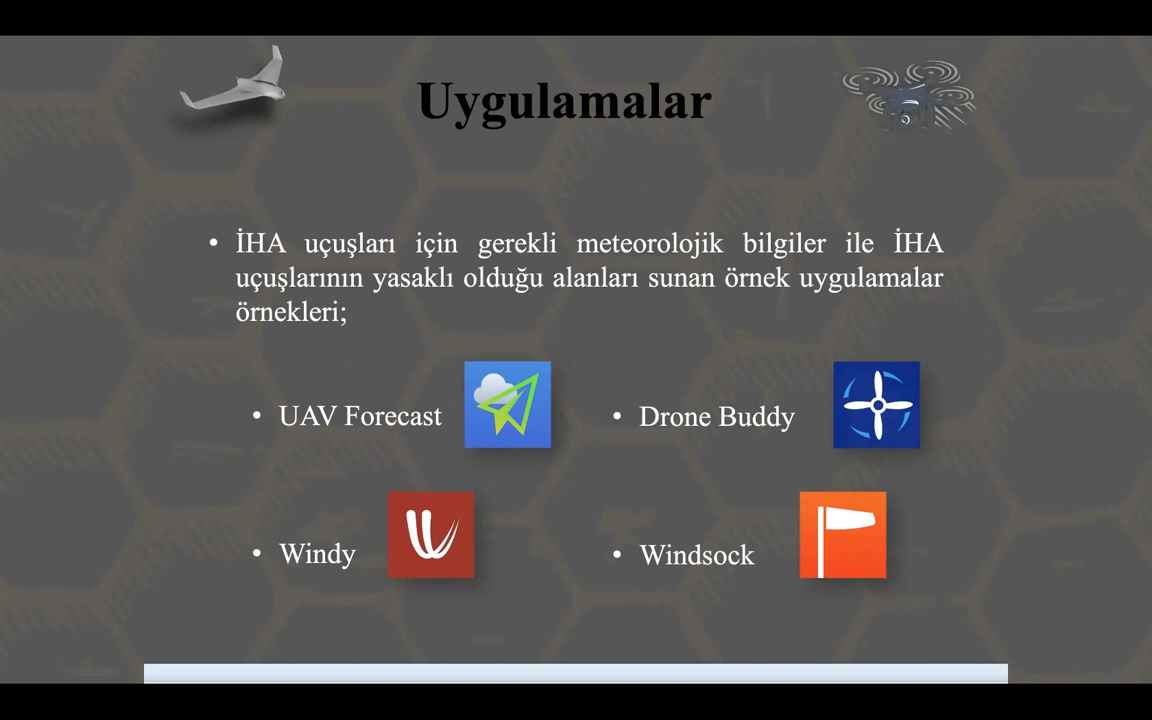 Uygulamalar
• İHA uçuşları için gerekli meteorolojik bilgiler ile İHA
uçuşlarının yasaklı olduğu alanları sunan örnek uygulamalar
örnekleri;
• UAV Forecast
• Drone Buddy
• Windy
• Windsock